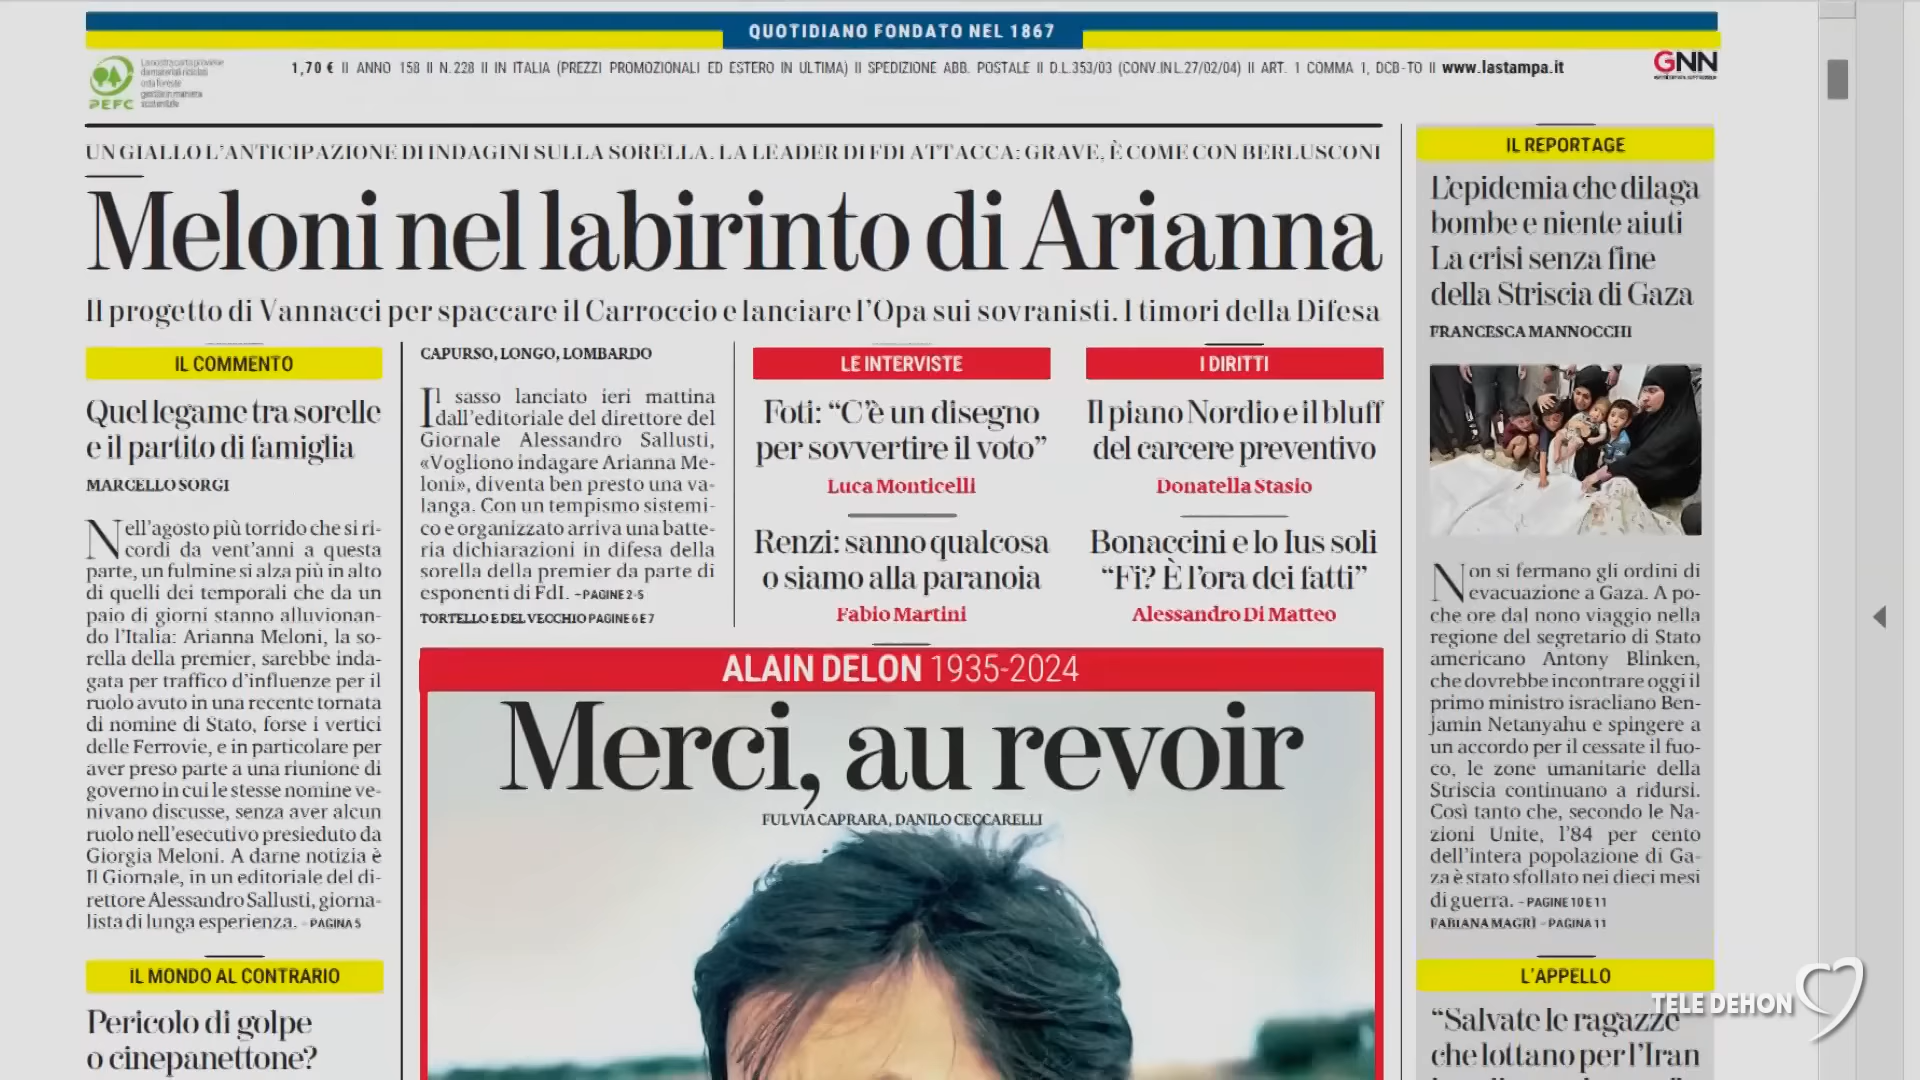 QUOTIDIANO FONDATO NEL 1867
PEFC
1,70 € II ANNO 158 II N.228 II IN ITALIA (PREZZI PROMOZIONALI ED ESTERO IN ULTIMA) II SPEDIZIONE ABB. POSTALE II D.L.353/03 (CONV.IN L.27/02/04) II ART. 1 COMMA 1, DCB-TO II www.lastampa.it
GNN
UN GIALLO L'ANTICIPAZIONE DI INDAGINI SULLA SORELLA. LA LEADER DI FDI ATTACCA: GRAVE, È COME CON BERLUSCONI
Meloni nel labirinto di Arianna
Il progetto di Vannacci per spaccare il Carroccio e lanciare l'Opa sui sovranisti. I timori della Difesa
IL COMMENTO
Quel legame tra sorelle
e il partito di famiglia
MARCELLO SORGI
Nell'agosto più torrido che si ri-
cordi da vent'anni a questa
parte, un fulmine si alza più in alto
di quelli dei temporali che da un
paio di giorni stanno alluvionan-
do l'Italia: Arianna Meloni, la so-
rella della premier, sarebbe inda-
gata per traffico d'influenze per il
ruolo avuto in una recente tornata
di nomine di Stato, forse i vertici
delle Ferrovie, e in particolare per
aver preso parte a una riunione di
governo in cui le stesse nomine ve-
nivano discusse, senza aver alcun
ruolo nell'esecutivo presieduto da
Giorgia Meloni. A darne notizia è
Il Giornale, in un editoriale del di-
rettore Alessandro Sallusti, giorna-
lista di lunga esperienza. - PAGINA 5
IL MONDO AL CONTRARIO
Pericolo di golpe
o cinepanettone?
CAPURSO, LONGO, LOMBARDO
Il sasso lanciato ieri mattina
dall'editoriale del direttore del
Giornale Alessandro Sallusti,
«Vogliono indagare Arianna Me-
loni», diventa ben presto una va-
langa. Con un tempismo sistemi-
co e organizzato arriva una batte-
ria dichiarazioni in difesa della
sorella della premier da parte di
esponenti di FdI. - PAGINE 2-5
TORTELLO E DEL VECCHIO PAGINE 6 E 7
LE INTERVISTE
Foti: "C'è un disegno
per sovvertire il voto"
Luca Monticelli
Renzi: sanno qualcosa
o siamo alla paranoia
Fabio Martini
I DIRITTI
Il piano Nordio e il bluff
del carcere preventivo
Donatella Stasio
Bonaccini e lo Ius soli
"Fi? È l'ora dei fatti"
Alessandro Di Matteo
ALAIN DELON 1935-2024
Merci, au revoir
FULVIA CAPRARA, DANILO CECCARELLI
IL REPORTAGE
L'epidemia che dilaga
bombe e niente aiuti
La crisi senza fine
della Striscia di Gaza
FRANCESCA MANNOCCHI
Non si fermano gli ordini di
evacuazione a Gaza. A po-
che ore dal nono viaggio nella
regione del segretario di Stato
americano Antony Blinken,
che dovrebbe incontrare oggi il
primo ministro israeliano Ben-
jamin Netanyahu e spingere a
un accordo per il cessate il fuo-
co, le zone umanitarie della
Striscia continuano a ridursi.
Così tanto che, secondo le Na-
zioni Unite, l'84 per cento
dell'intera popolazione di Ga-
za è stato sfollato nei dieci mesi
di guerra. - PAGINE 10 E 11
FABIANA MAGRÌ - PAGINA 11
L'APPELLO
"Salvate le ragazze
che lottano per l'Iran
TELE DEHON